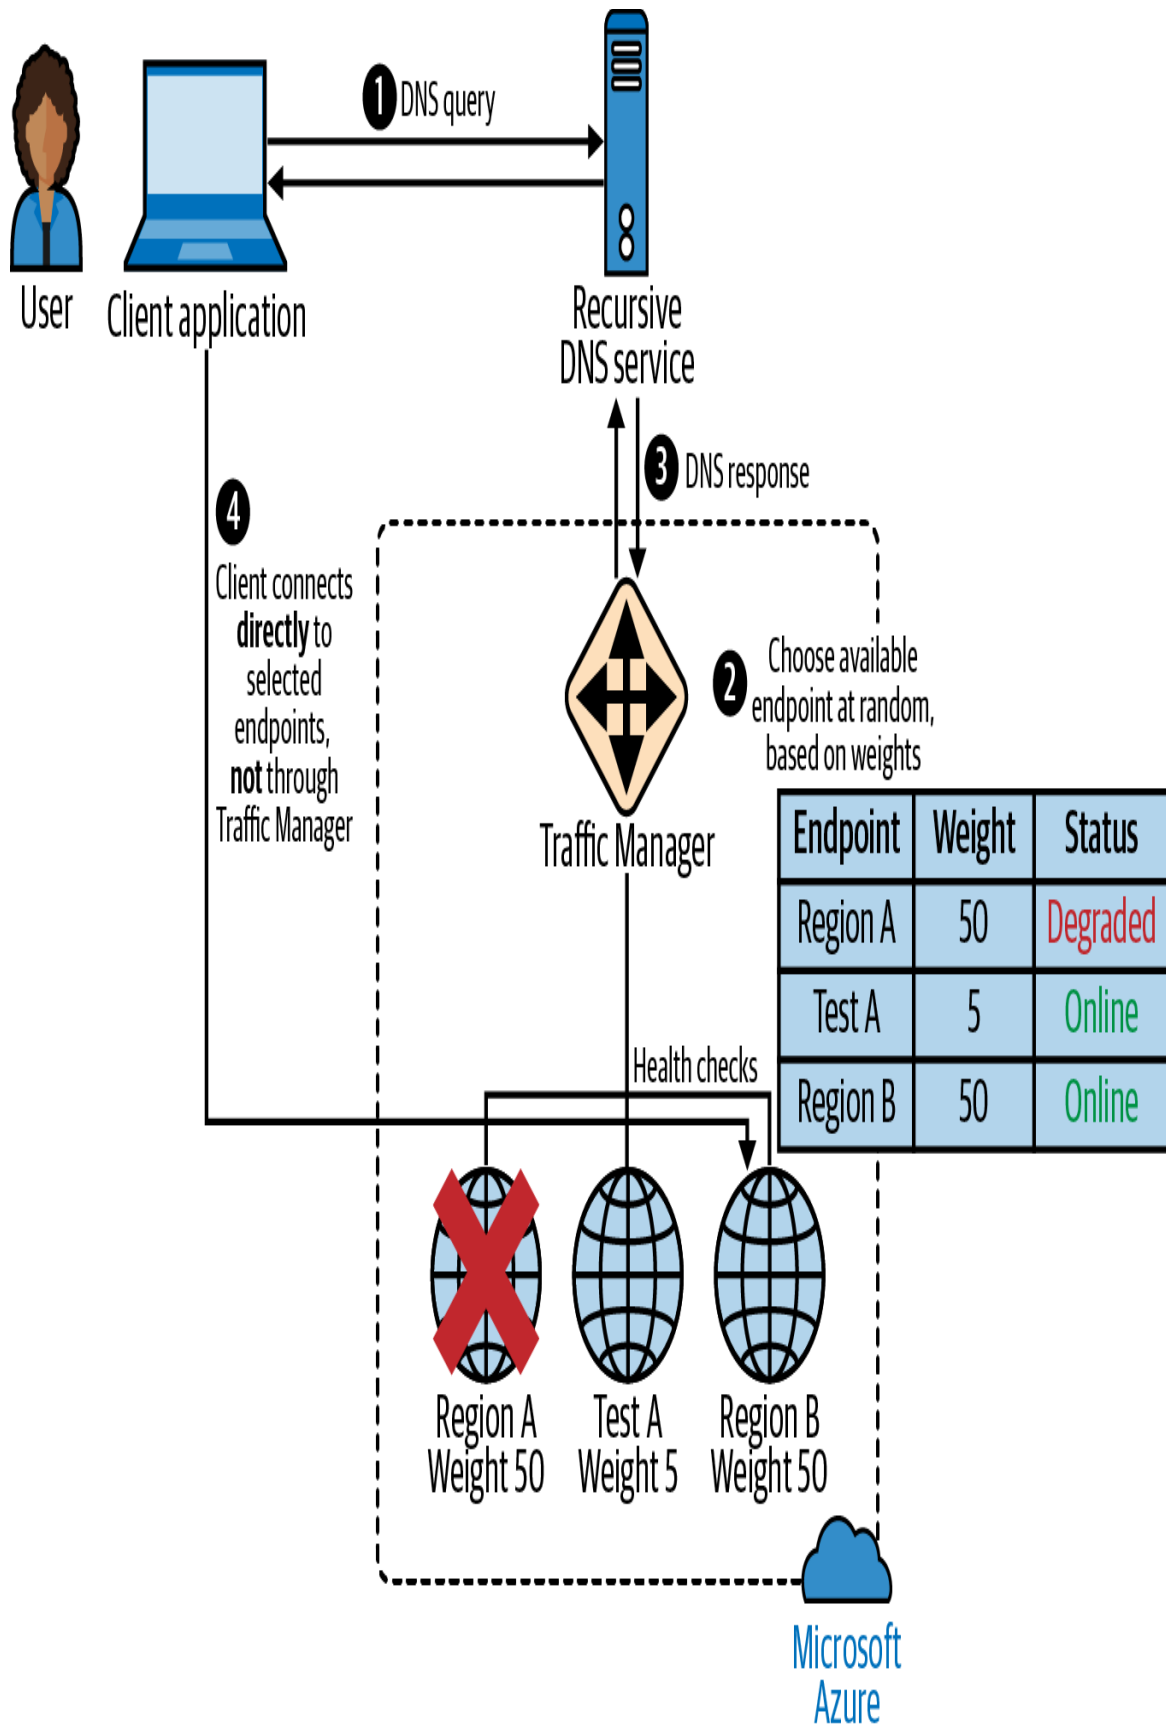 1 DNS query
User
Client application
Recursive
DNS service
3 DNS response
4
Client connects
directly to
selected
endpoints,
not through
Traffic Manager
2 Choose available
endpoint at random,
based on weights
Traffic Manager
Endpoint Weight Status
Region A 50 Degraded
Test A 5 Online
Region B 50 Online
Health checks
Region A
Weight 50
Test A
Weight 5
Region B
Weight 50
Microsoft
Azure